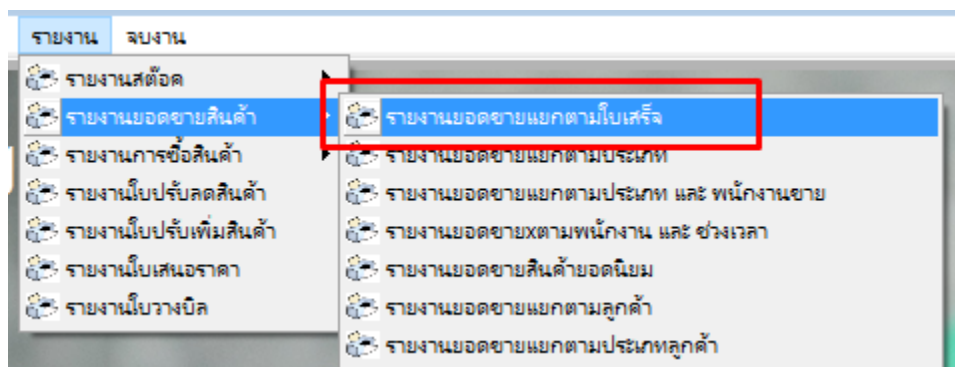 รายงาน จบงาน
รายงานสต๊อค
รายงานยอดขายสินค้า
รายงานการซื้อสินค้า
รายงานใบปรับลดสินค้า
รายงานใบปรับเพิ่มสินค้า
รายงานใบเสนอราคา
รายงานใบวางบิล
รายงานยอดขายแยกตามใบเสร็จ
รายงานยอดขายแยกตามประเภท
รายงานยอดขายแยกตามประเภท และ พนักงานขาย
รายงานยอดขายxตามพนักงาน และ ช่วงเวลา
รายงานยอดขายสินค้ายอดนิยม
รายงานยอดขายแยกตามลูกค้า
รายงานยอดขายแยกตามประเภทลูกค้า